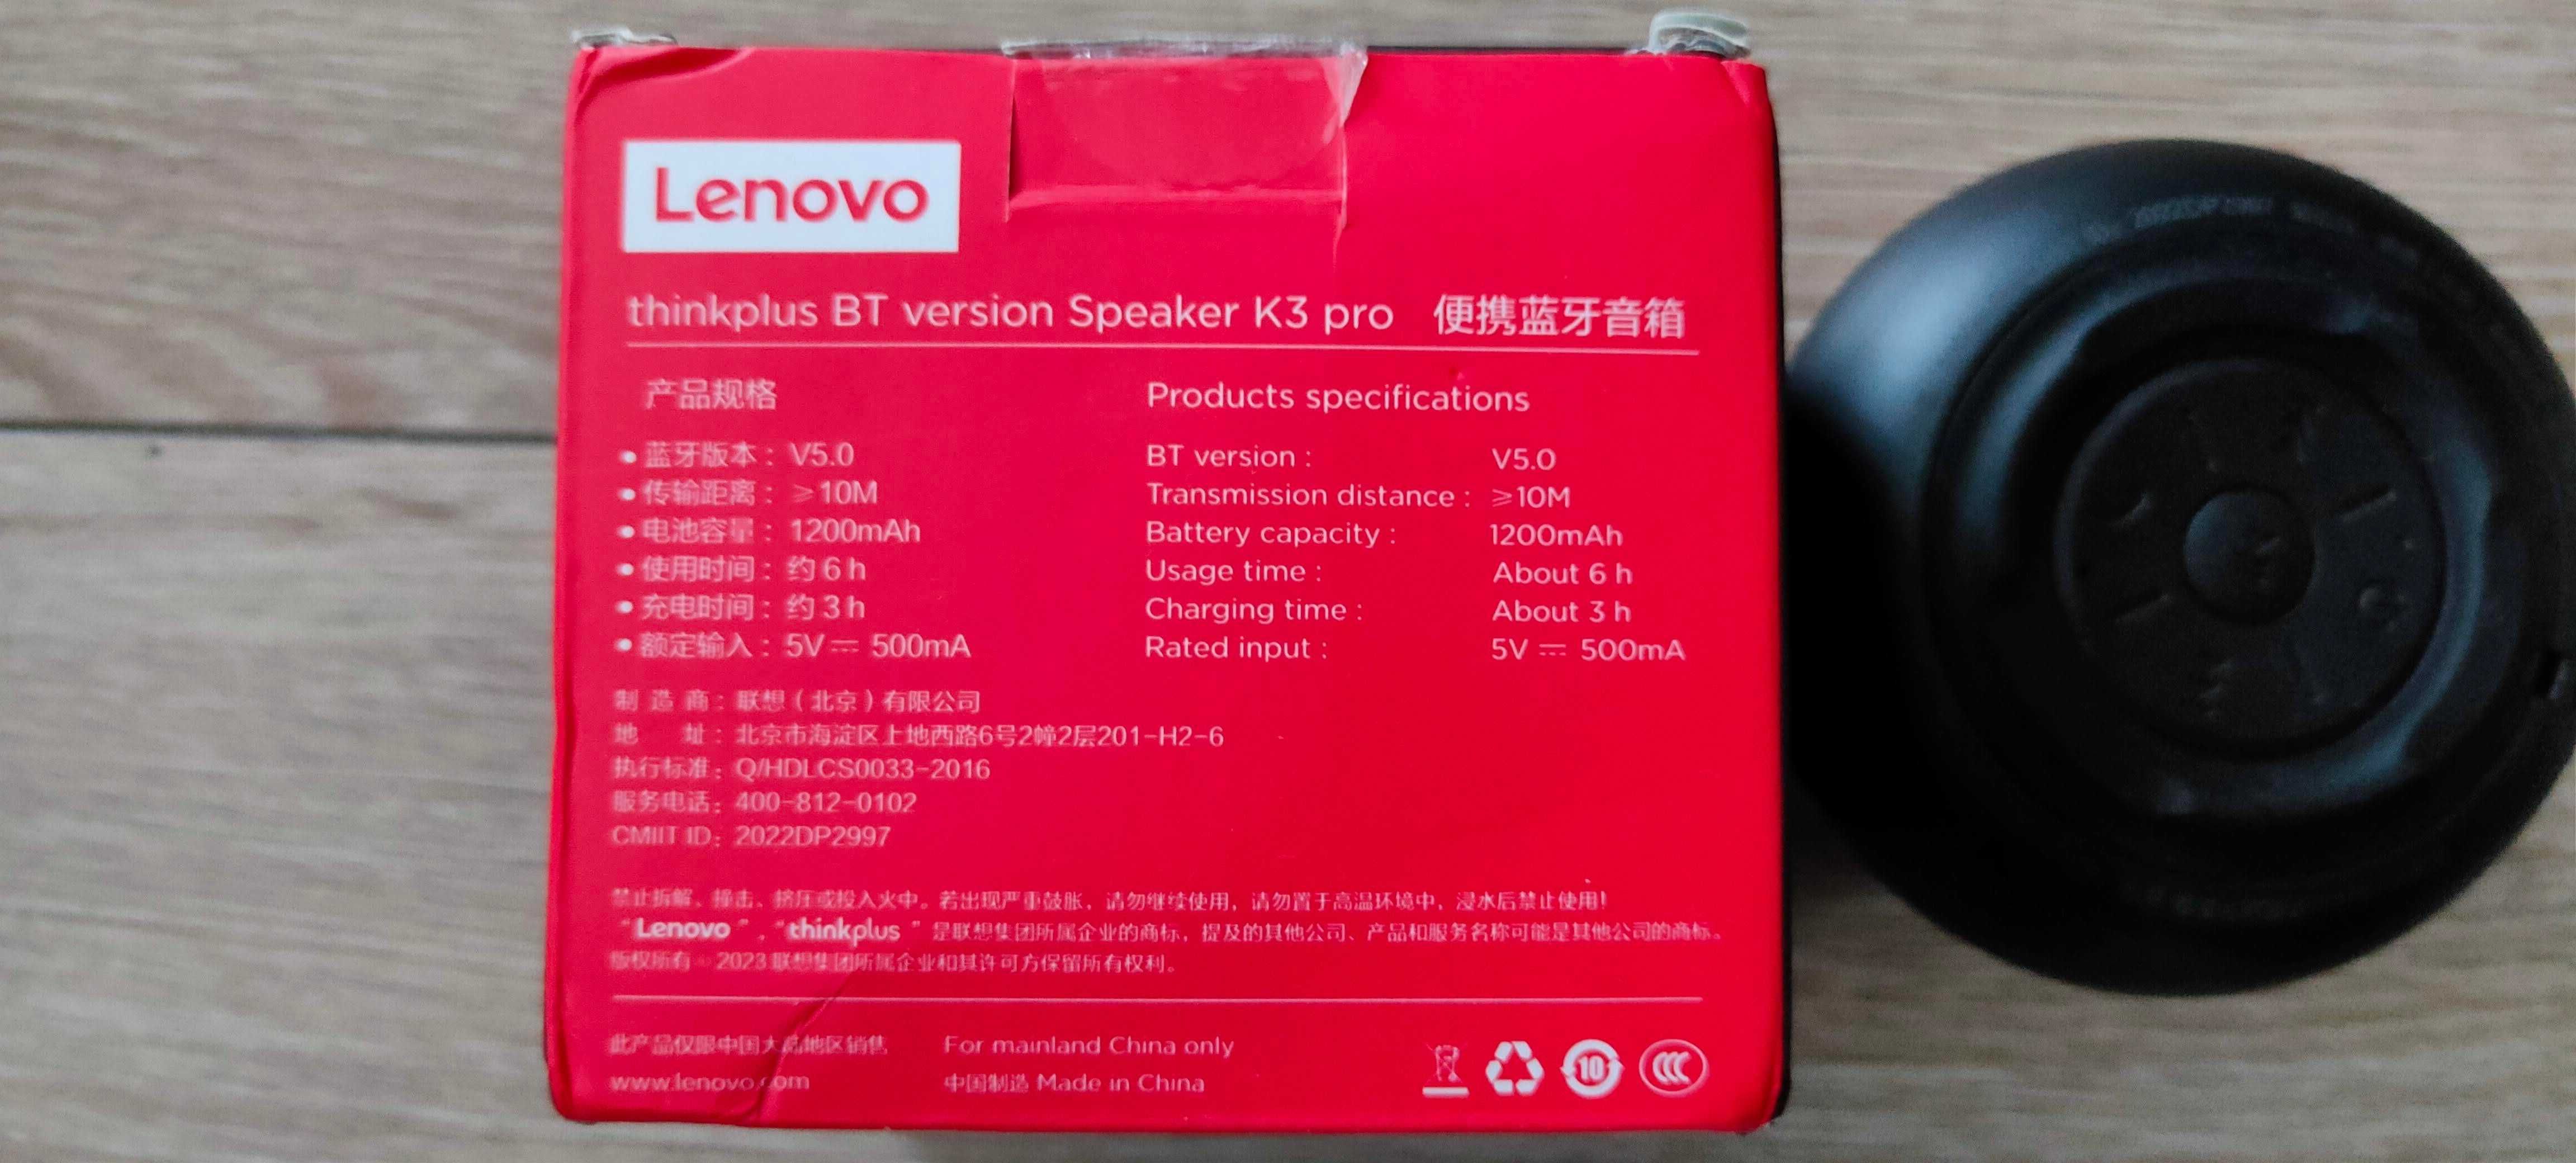 Lenovo
thinkplus BT version Speaker K3 pro 便携蓝牙音箱
产品规格
• 蓝牙版本：V5.0
• 传输距离：≥10M
• 电池容量：1200mAh
• 使用时间：约 6 h
• 充电时间：约 3 h
• 额定输入：5V⎓ 500mA
Products specifications
BT version : V5.0
Transmission distance : ≥10M
Battery capacity : 1200mAh
Usage time : About 6 h
Charging time : About 3 h
Rated input : 5V ⎓ 500mA
制 造 商：联想（北京）有限公司
地 址：北京市海淀区上地西路6号2幢2层201-H2-6
执行标准：Q/HDLCS0033-2016
服务电话：400-812-0102
CMIIT ID：2022DP2997
禁止拆解、撞击、挤压或投入火中。若出现严重鼓胀，请勿继续使用，请勿置于高温环境中，浸水后禁止使用！
“Lenovo”，“thinkplus”是联想集团所属企业的商标，提及的其他公司、产品和服务名称可能是其他公司的商标。
版权所有© 2023 联想集团所属企业和其许可方保留所有权利。
此产品仅限中国大陆地区销售 For mainland China only
www.lenovo.com 中国制造 Made in China
10
CCC